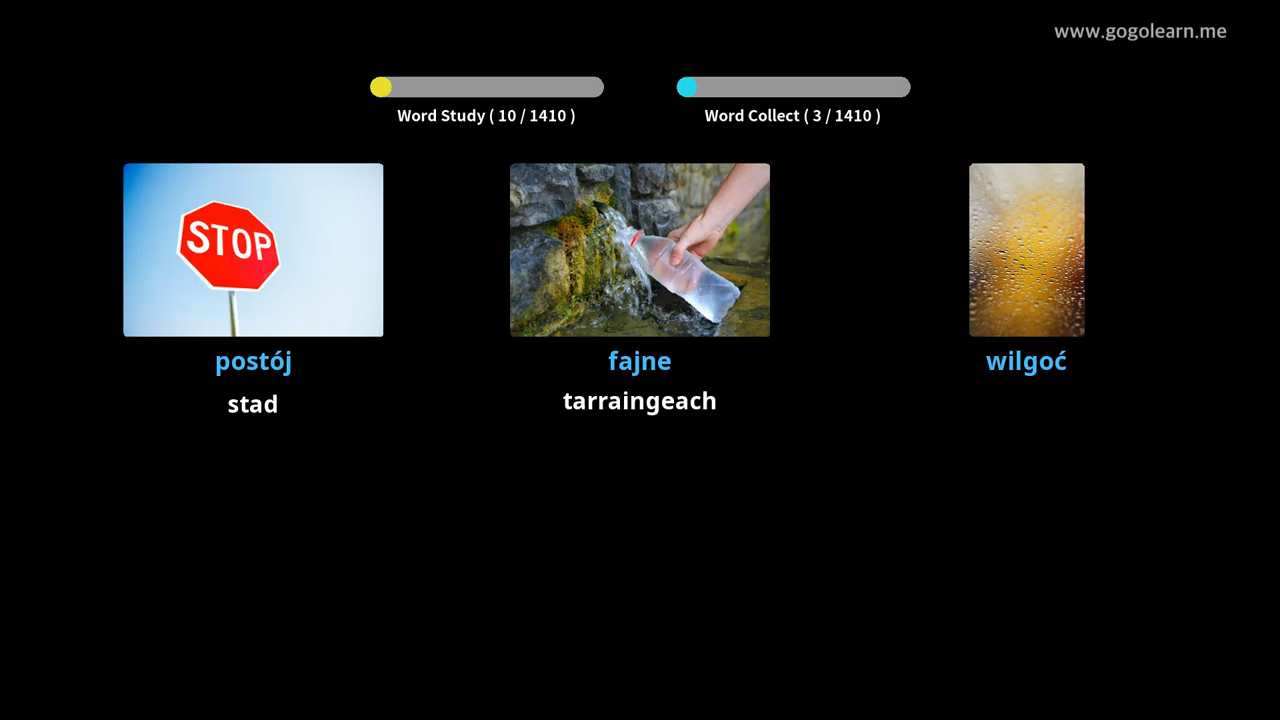 www.gogolearn.me
Word Study ( 10 / 1410 )
Word Collect ( 3 / 1410 )
STOP
postój
fajne
wilgoć
stad
tarraingeach